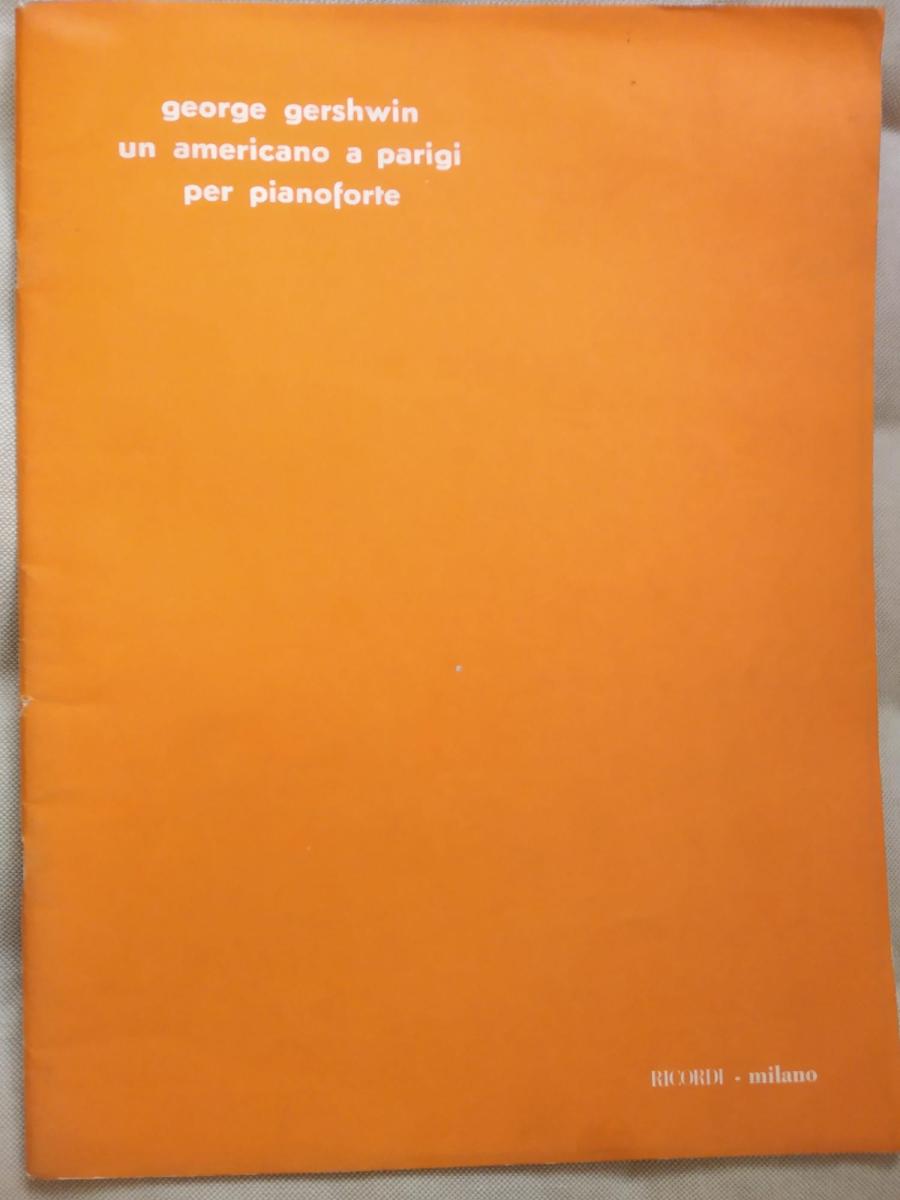 george gershwin
un americano a parigi
per pianoforte
RICORDI - milano